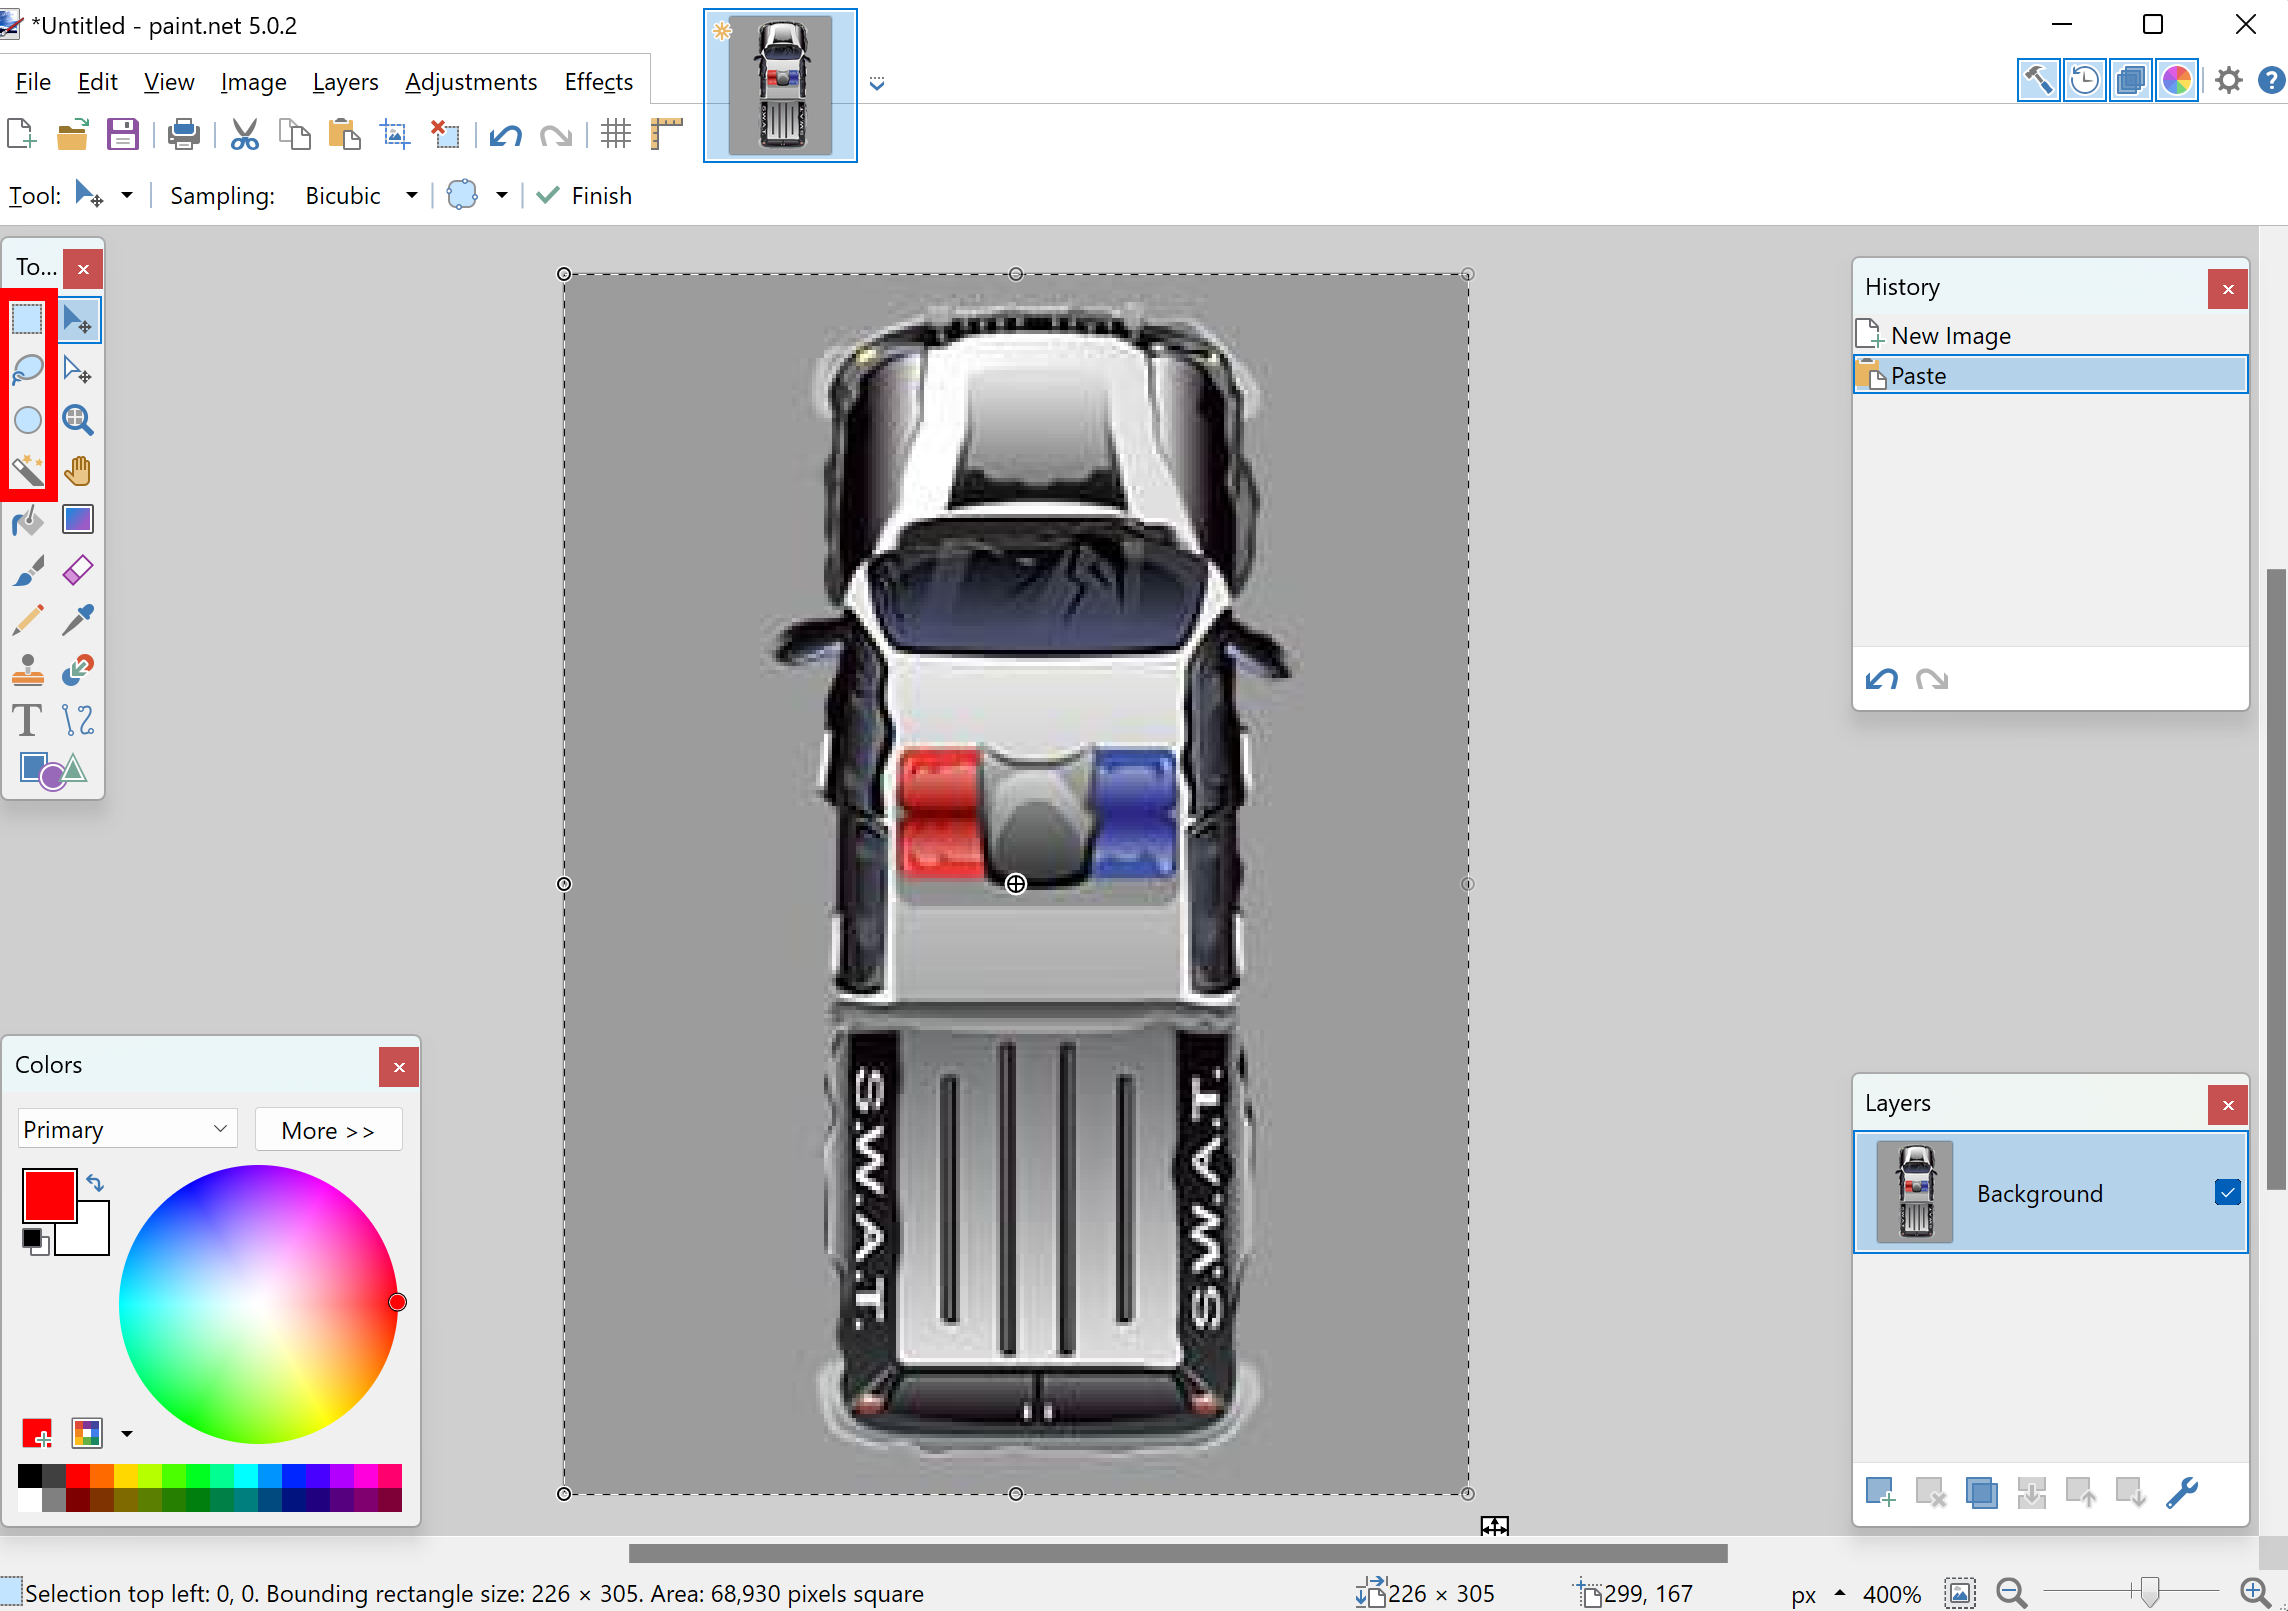 *Untitled - paint.net 5.0.2
File Edit View Image Layers Adjustments Effects
Tool: Sampling: Bicubic Finish
To...
History
New Image
Paste
S.W.A.T.
S.W.A.T.
Colors
Primary
More >>
Layers
Background
Selection top left: 0, 0. Bounding rectangle size: 226 × 305. Area: 68,930 pixels square
226 × 305
299, 167
px
400%